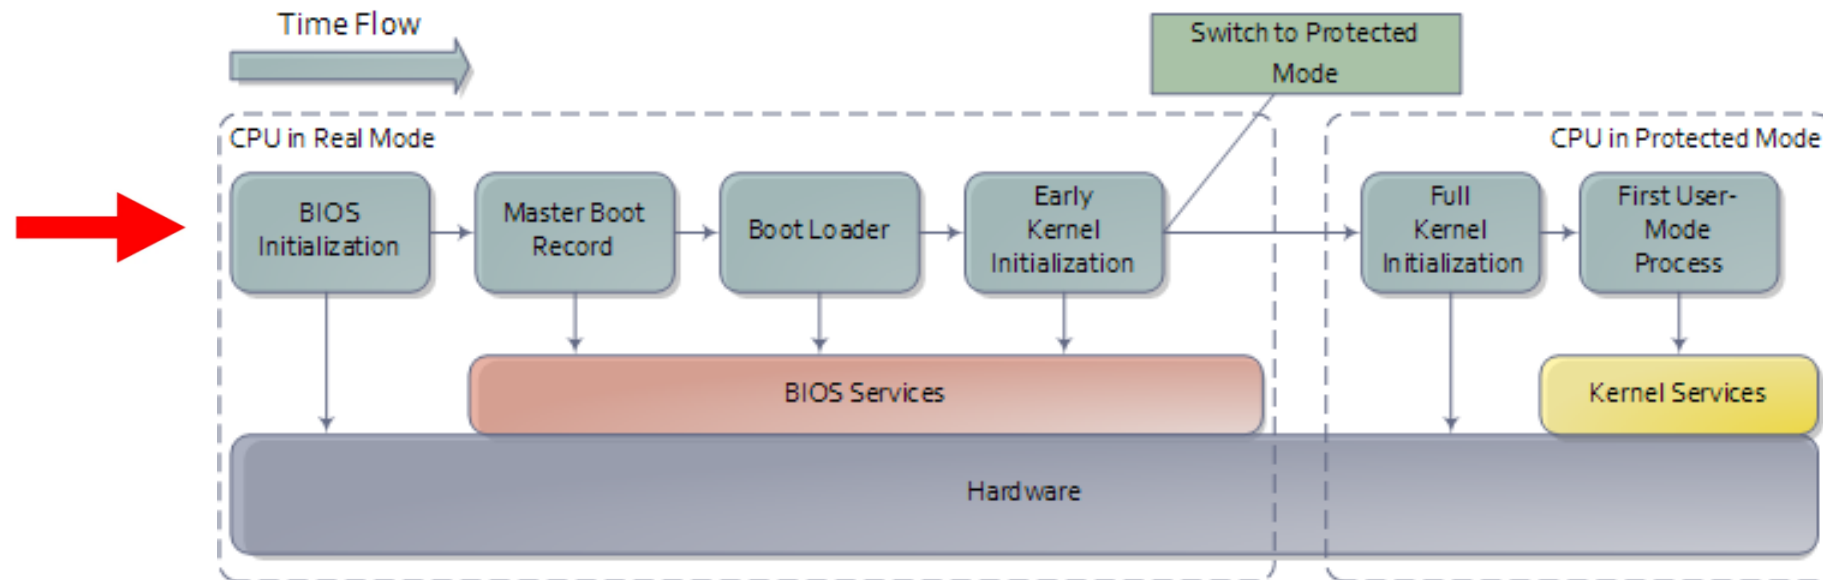 Time Flow
Switch to Protected
Mode
CPU in Real Mode
CPU in Protected Mode
BIOS
Initialization
Master Boot
Record
Boot Loader
Early
Kernel
Initialization
Full
Kernel
Initialization
First User-
Mode
Process
BIOS Services
Kernel Services
Hardware